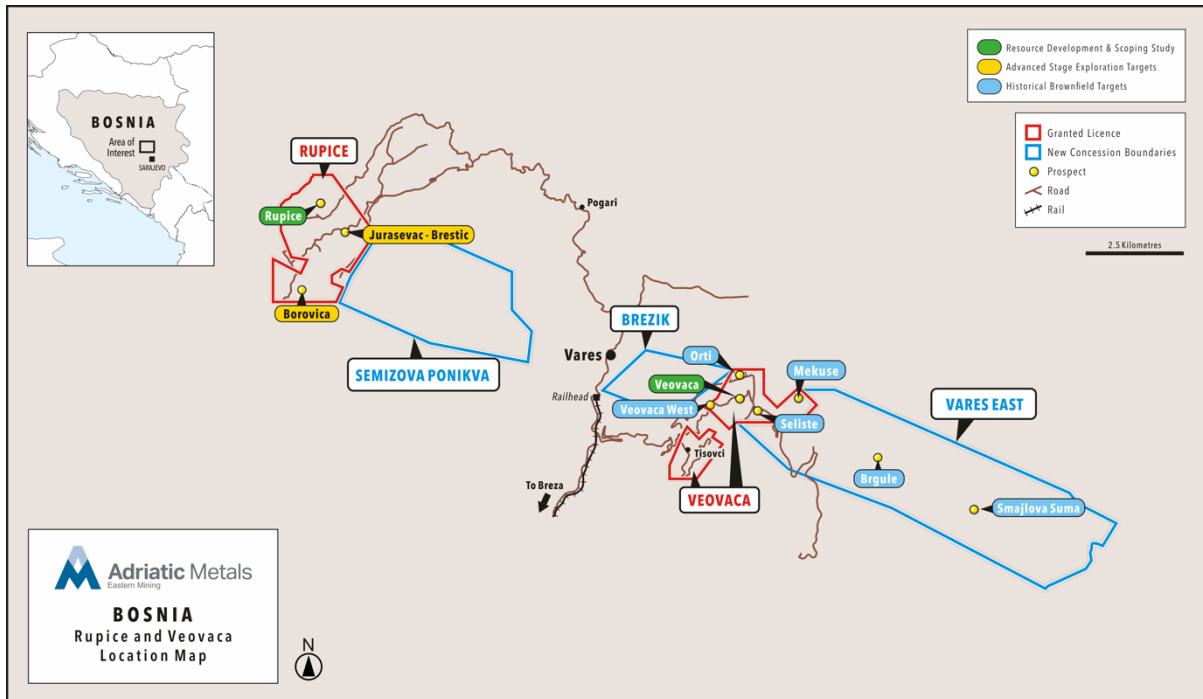 BOSNIA
Area of
Interest
SARAJEVO
Resource Development & Scoping Study
Advanced Stage Exploration Targets
Historical Brownfield Targets
Granted Licence
New Concession Boundaries
Prospect
Road
Rail
2.5 Kilometres
RUPICE
Rupice
Jurasevac - Brestic
Borovica
SEMIZOVA PONIKVA
Pogari
BREZIK
Vares
Railhead
Orti
Veovaca
Veovaca West
Mekuse
Seliste
VARES EAST
Tisovci
VEOVACA
Brgule
Smajlova Suma
To Breza
Adriatic Metals
Eastern Mining
BOSNIA
Rupice and Veovaca
Location Map
N